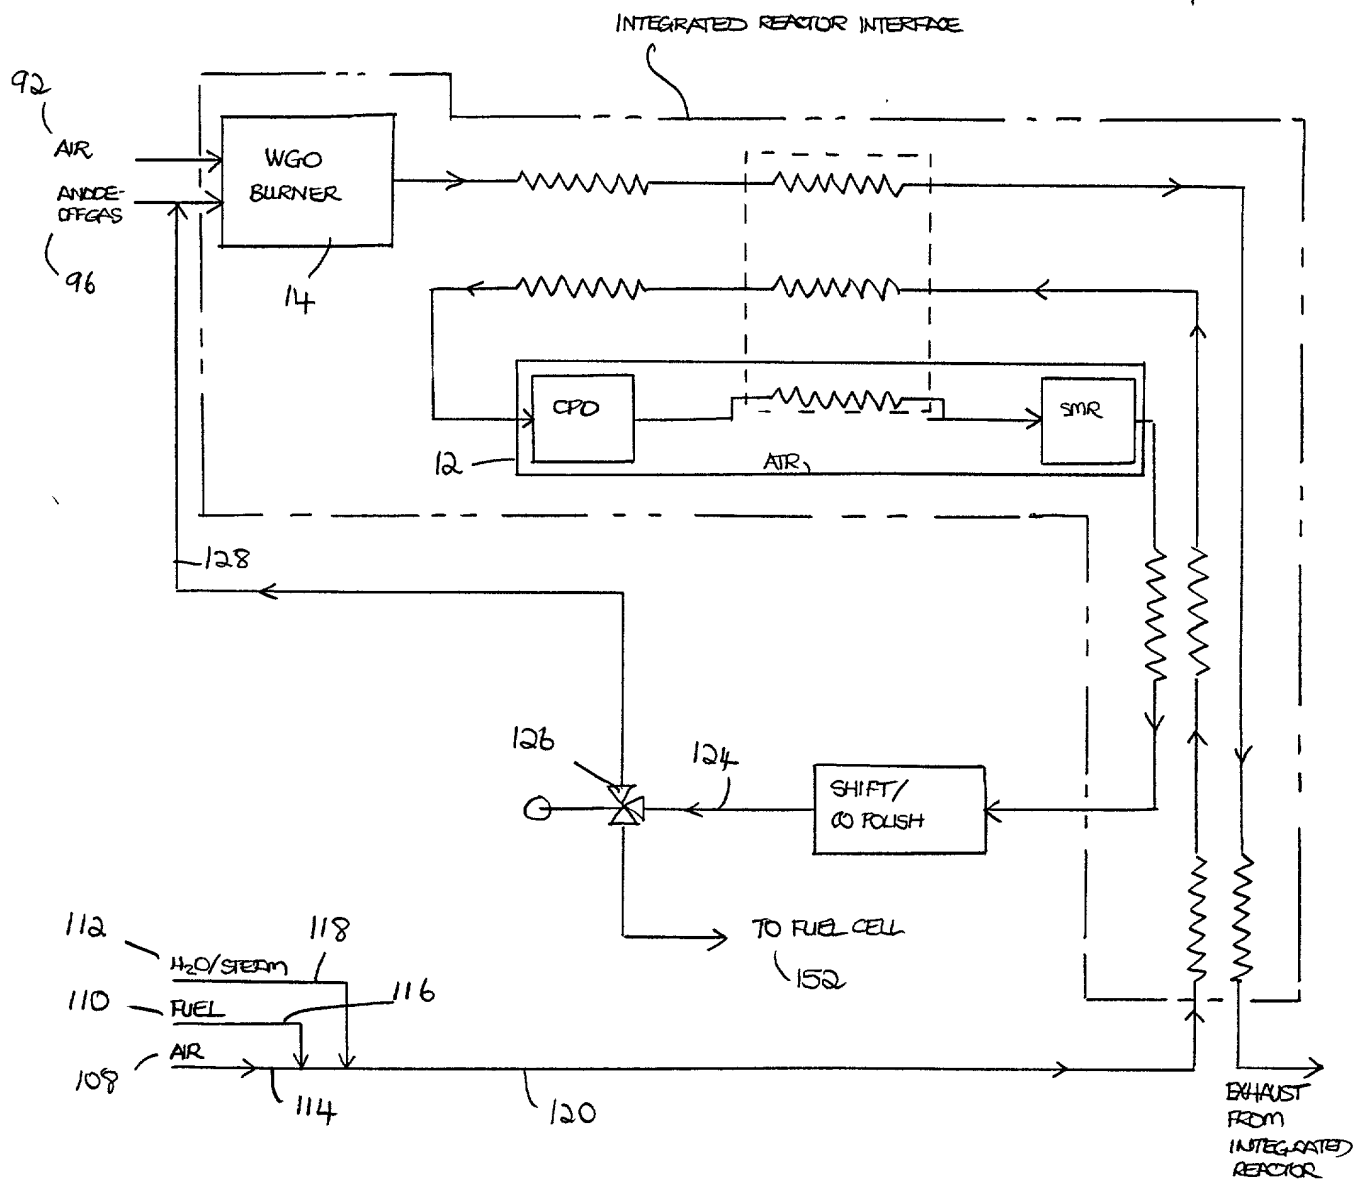 INTEGRATED REACTOR INTERFACE
92
AIR
ANODE-
OFFGAS
96
WGO
BURNER
14
CPO
SMR
12
ATR
128
126
124
SHIFT/
CO POLISH
TO FUEL CELL
152
112
H2O/STEAM
118
110
FUEL
116
AIR
108
114
120
EXHAUST
FROM
INTEGRATED
REACTOR